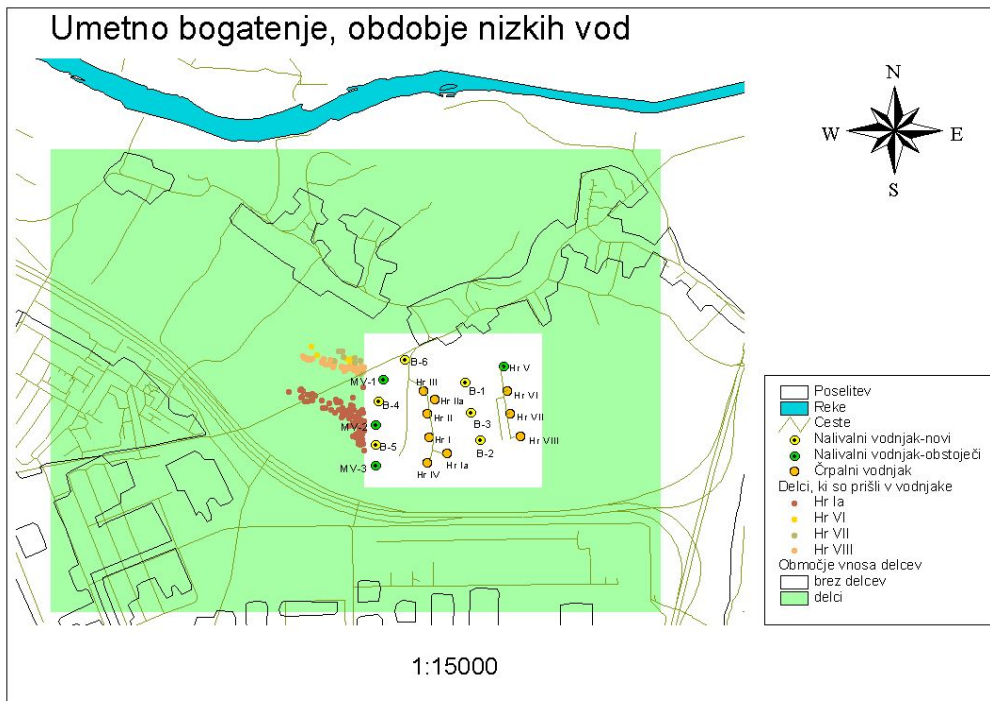 Umetno bogatenje, obdobje nizkih vod
N
W
E
S
B-6
Hr V
MV-1
Hr III
B-1
Hr VI
Hr IIa
B-4
Hr II
B-3
Hr VII
MV-2
Hr I
B-2
Hr VIII
B-5
Hr Ia
MV-3
Hr IV
Poselitev
Reke
Ceste
Nalivalni vodnjak-novi
Nalivalni vodnjak-obstoječi
Črpalni vodnjak
Delci, ki so prišli v vodnjake
Hr Ia
Hr VI
Hr VII
Hr VIII
Območje vnosa delcev
brez delcev
delci
1:15000